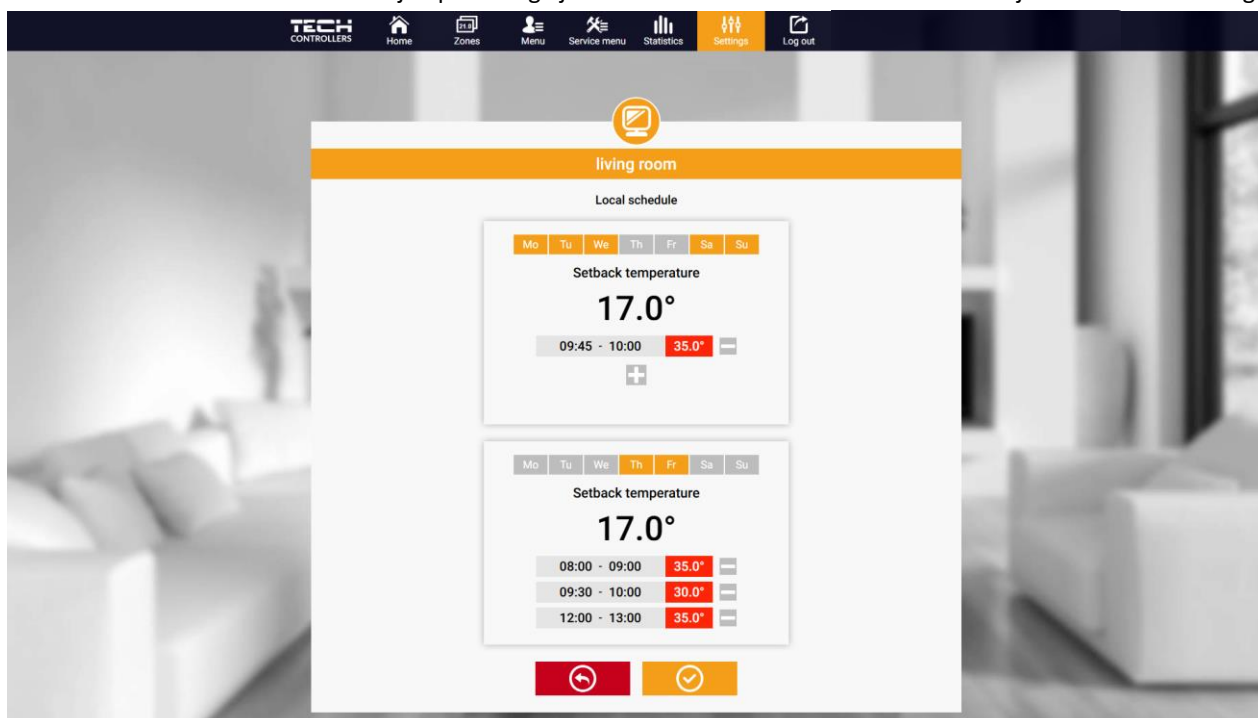 TECH
CONTROLLERS
Home
21.0
Zones
Menu
Service menu
Statistics
Settings
Log out
living room
Local schedule
Mo Tu We Th Fr Sa Su
Setback temperature
17.0°
09:45 - 10:00 35.0°
Mo Tu We Th Fr Sa Su
Setback temperature
17.0°
08:00 - 09:00 35.0°
09:30 - 10:00 30.0°
12:00 - 13:00 35.0°